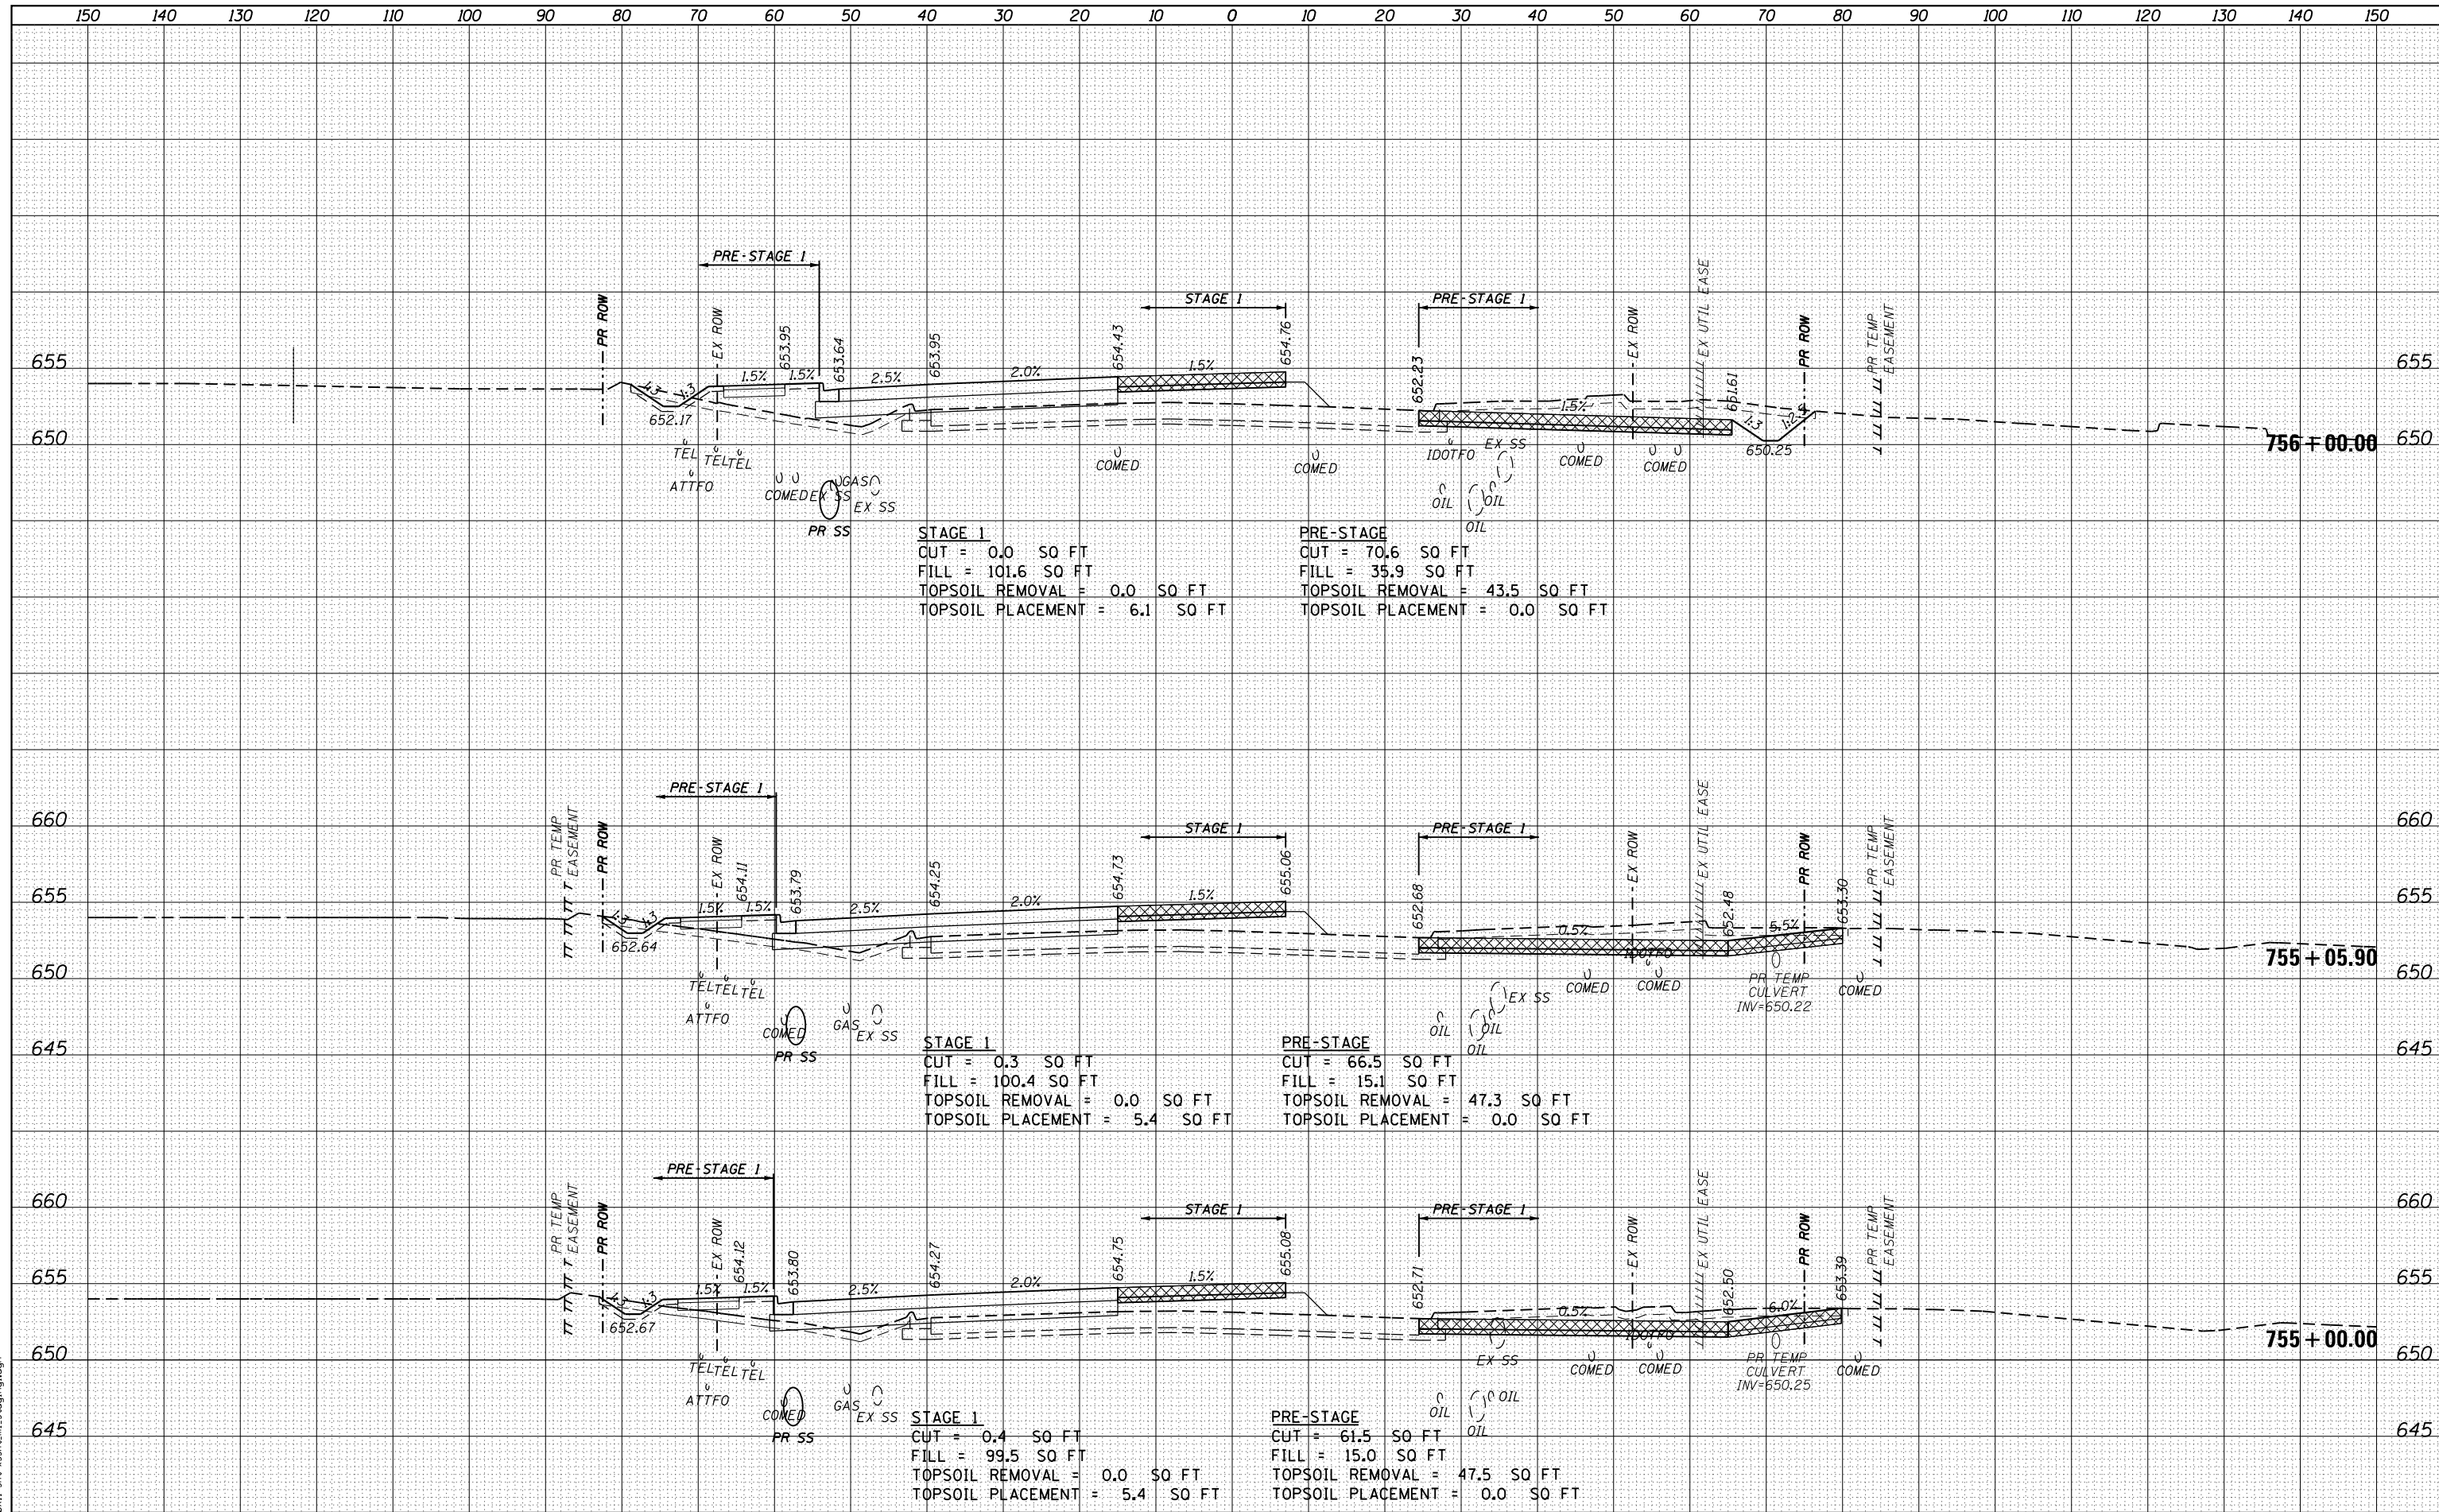 150 140 130 120 110 100 90 80 70 60 50 40 30 20 10 0 10 20 30 40 50 60 70 80 90 100 110 120 130 140 150
PRE-STAGE 1
STAGE 1
PRE-STAGE 1
PR ROW
EX ROW
653.95
653.64
653.95
654.43
654.76
652.23
EX ROW
EX UTIL EASE
651.61
PR ROW
PR TEMP
EASEMENT
655
655
1:3
1:3
1.5%
1.5%
2.5%
2.0%
1.5%
1.5%
1:3
652.17
650.25
650
756+00.00
650
TEL
TEL
TEL
ATTFO
COMED
EX SS
GAS
EX SS
PR SS
COMED
COMED
IDOTFO
EX SS
COMED
COMED
OIL
OIL
OIL
STAGE 1
CUT = 0.0 SQ FT
FILL = 101.6 SQ FT
TOPSOIL REMOVAL = 0.0 SQ FT
TOPSOIL PLACEMENT = 6.1 SQ FT
PRE-STAGE
CUT = 70.6 SQ FT
FILL = 35.9 SQ FT
TOPSOIL REMOVAL = 43.5 SQ FT
TOPSOIL PLACEMENT = 0.0 SQ FT
PRE-STAGE 1
STAGE 1
PRE-STAGE 1
660
660
PR TEMP
EASEMENT
PR ROW
EX ROW
654.11
653.79
654.25
654.73
655.06
652.68
EX ROW
EX UTIL EASE
652.48
PR ROW
653.30
PR TEMP
EASEMENT
655
655
1:3
1:3
1.5%
1.5%
2.5%
2.0%
1.5%
0.5%
5.5%
652.64
650
755+05.90
650
TEL
TEL
TEL
ATTFO
COMED
PR SS
GAS
EX SS
IDOTFO
COMED
COMED
EX SS
OIL
OIL
OIL
PR TEMP
CULVERT
INV=650.22
COMED
645
645
STAGE 1
CUT = 0.3 SQ FT
FILL = 100.4 SQ FT
TOPSOIL REMOVAL = 0.0 SQ FT
TOPSOIL PLACEMENT = 5.4 SQ FT
PRE-STAGE
CUT = 66.5 SQ FT
FILL = 15.1 SQ FT
TOPSOIL REMOVAL = 47.3 SQ FT
TOPSOIL PLACEMENT = 0.0 SQ FT
PRE-STAGE 1
STAGE 1
PRE-STAGE 1
660
660
PR TEMP
EASEMENT
PR ROW
EX ROW
654.12
653.80
654.27
654.75
655.08
652.71
EX ROW
EX UTIL EASE
652.50
PR ROW
653.39
PR TEMP
EASEMENT
655
655
1:3
1:3
1.5%
1.5%
2.5%
2.0%
1.5%
0.5%
6.0%
652.67
650
755+00.00
650
TEL
TEL
TEL
ATTFO
COMED
PR SS
GAS
EX SS
EX SS
IDOTFO
COMED
COMED
PR TEMP
CULVERT
INV=650.25
COMED
OIL
OIL
OIL
645
645
STAGE 1
CUT = 0.4 SQ FT
FILL = 99.5 SQ FT
TOPSOIL REMOVAL = 0.0 SQ FT
TOPSOIL PLACEMENT = 5.4 SQ FT
PRE-STAGE
CUT = 61.5 SQ FT
FILL = 15.0 SQ FT
TOPSOIL REMOVAL = 47.5 SQ FT
TOPSOIL PLACEMENT = 0.0 SQ FT